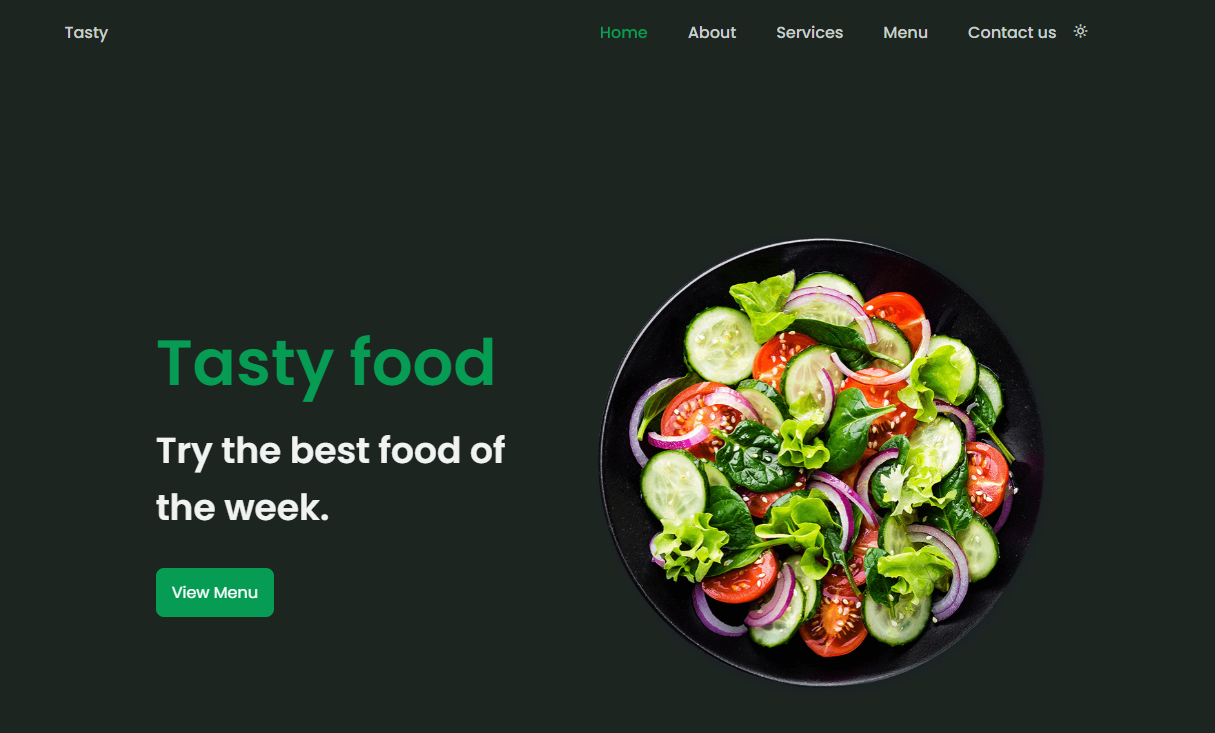 Tasty Home About Services Menu Contact us
Tasty food
Try the best food of
the week.
View Menu